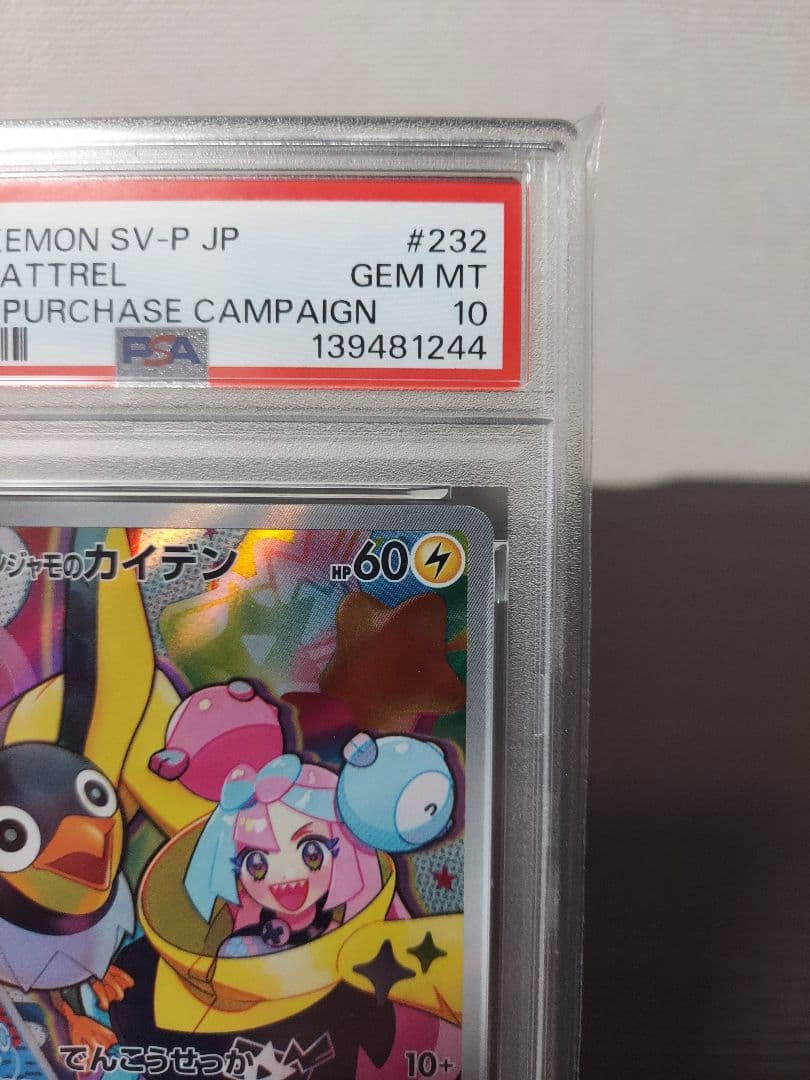 EMON SV-P JP #232
ATTREL GEM MT
PURCHASE CAMPAIGN 10
PSA 139481244
ンジャモのカイデン HP60
でんこうせっか 10+